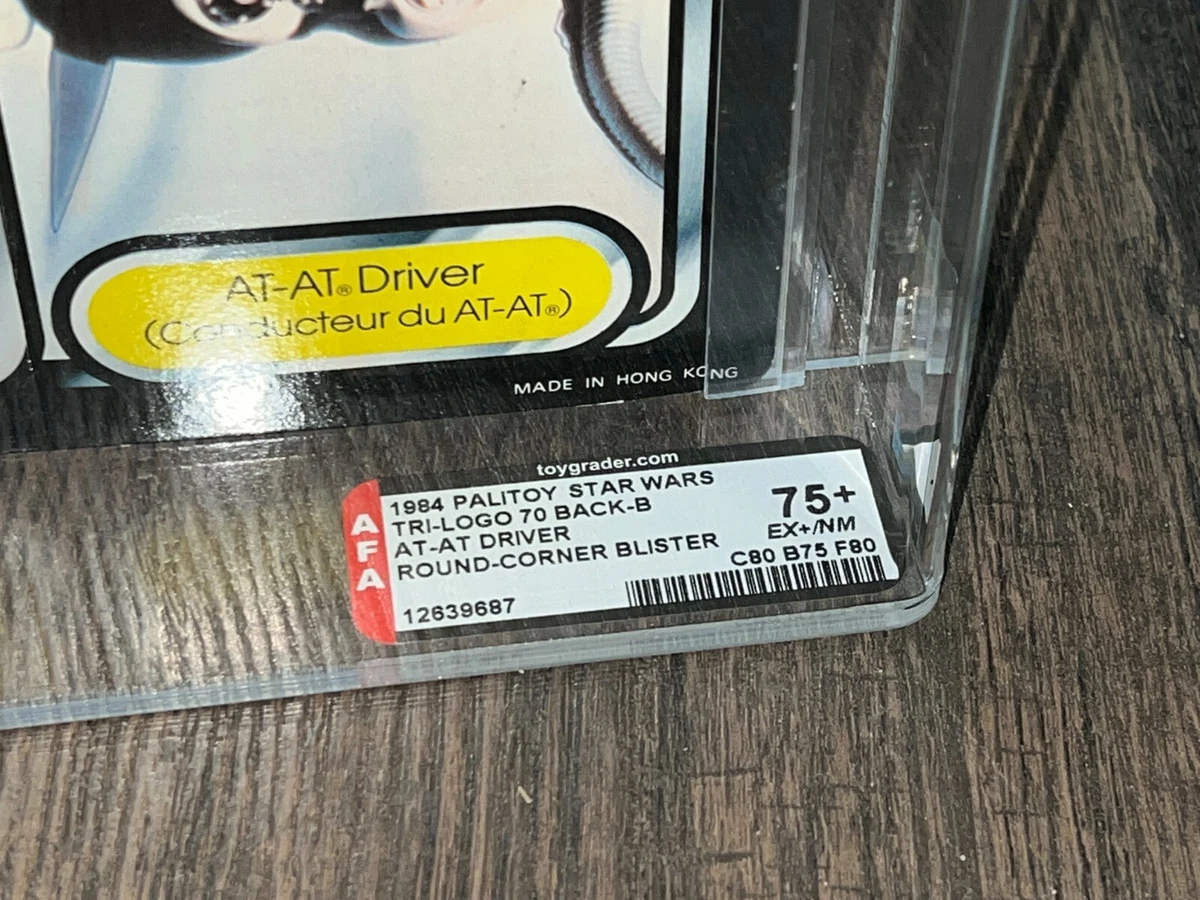 AT-AT® Driver
(Conducteur du AT-AT®)
MADE IN HONG KONG
toygrader.com
AFA
1984 PALITOY STAR WARS
TRI-LOGO 70 BACK-B
AT-AT DRIVER
ROUND-CORNER BLISTER
12639687
75+
EX+/NM
C80 B75 F80